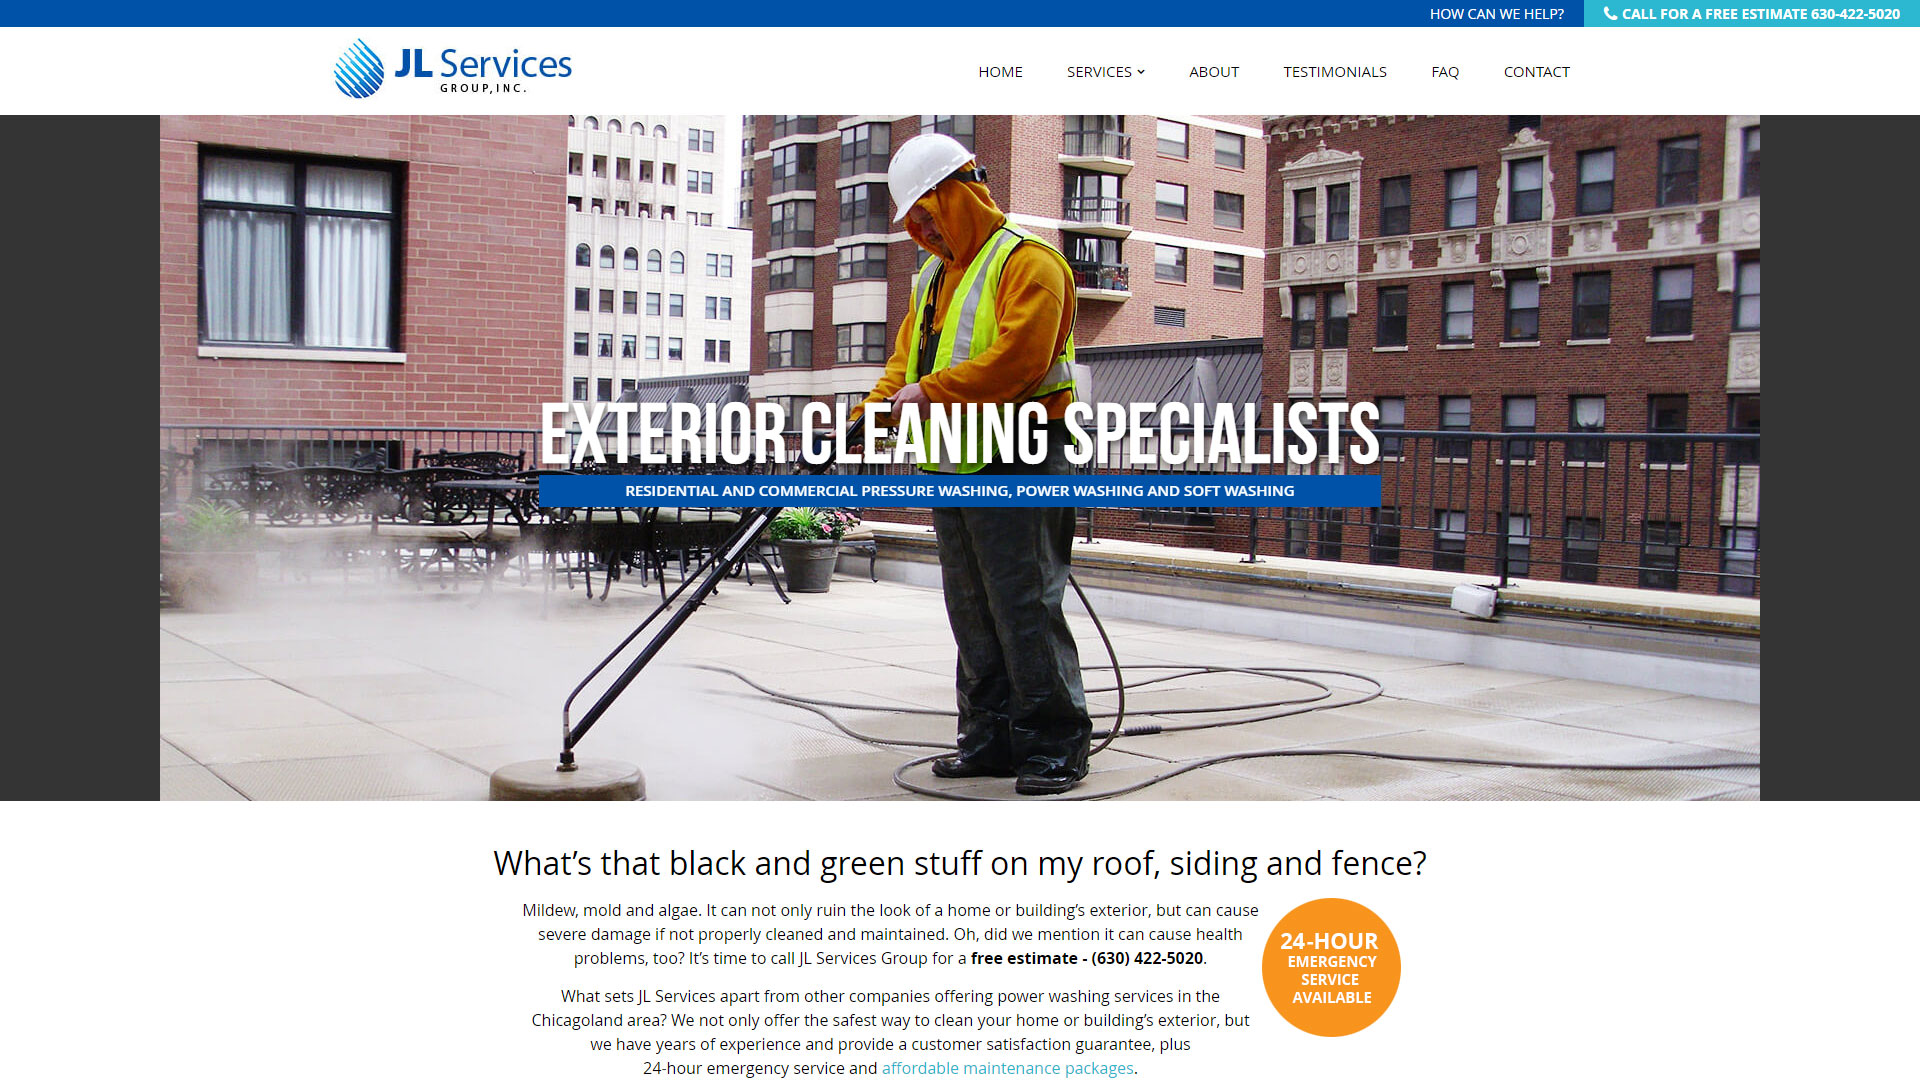 HOW CAN WE HELP?
CALL FOR A FREE ESTIMATE 630-422-5020
JL Services
GROUP, INC.
HOME
SERVICES
ABOUT
TESTIMONIALS
FAQ
CONTACT
EXTERIOR CLEANING SPECIALISTS
RESIDENTIAL AND COMMERCIAL PRESSURE WASHING, POWER WASHING AND SOFT WASHING
What’s that black and green stuff on my roof, siding and fence?
Mildew, mold and algae. It can not only ruin the look of a home or building’s exterior, but can cause
severe damage if not properly cleaned and maintained. Oh, did we mention it can cause health
problems, too? It’s time to call JL Services Group for a free estimate - (630) 422-5020.
24-HOUR
EMERGENCY
SERVICE
AVAILABLE
What sets JL Services apart from other companies offering power washing services in the
Chicagoland area? We not only offer the safest way to clean your home or building’s exterior, but
we have years of experience and provide a customer satisfaction guarantee, plus
24-hour emergency service and affordable maintenance packages.